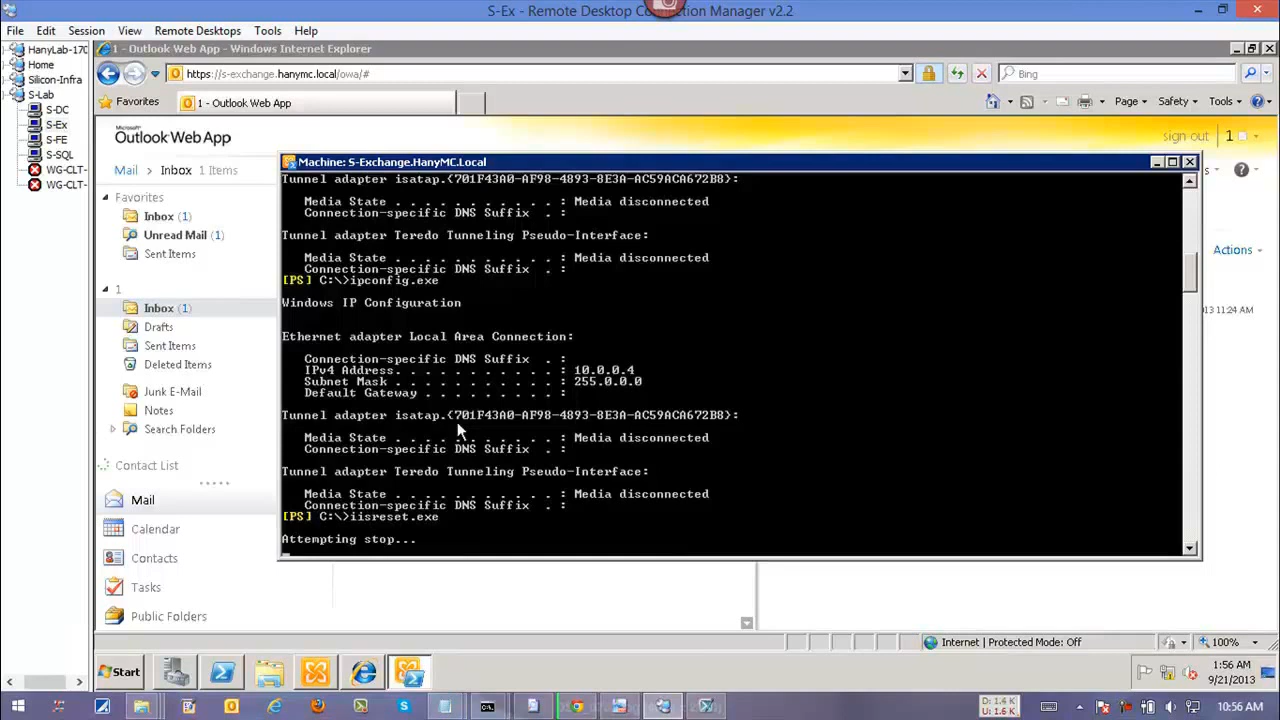 S-Ex - Remote Desktop Connection Manager v2.2
File Edit Session View Remote Desktops Tools Help
HanyLab-170
Home
Silicon-Infra
S-Lab
S-DC
S-Ex
S-FE
S-SQL
WG-CLT-
WG-CLT-
1 - Outlook Web App - Windows Internet Explorer
https://s-exchange.hanymc.local/owa/#
Bing
Favorites
1 - Outlook Web App
Page Safety Tools
Microsoft
Outlook Web App
sign out 1
Mail Inbox 1 Items
Favorites
Inbox (1)
Unread Mail (1)
Sent Items
1
Inbox (1)
Drafts
Sent Items
Deleted Items
Junk E-Mail
Notes
Search Folders
Contact List
Mail
Calendar
Contacts
Tasks
Public Folders
Actions
2013 11:24 AM
Machine: S-Exchange.HanyMC.Local
Tunnel adapter isatap.{701F43A0-AF98-4893-8E3A-AC59ACA672B8}:
Media State . . . . . . . . . . . : Media disconnected
Connection-specific DNS Suffix . :
Tunnel adapter Teredo Tunneling Pseudo-Interface:
Media State . . . . . . . . . . . : Media disconnected
Connection-specific DNS Suffix . :
[PS] C:\>ipconfig.exe
Windows IP Configuration
Ethernet adapter Local Area Connection:
Connection-specific DNS Suffix . :
IPv4 Address. . . . . . . . . . . : 10.0.0.4
Subnet Mask . . . . . . . . . . . : 255.0.0.0
Default Gateway . . . . . . . . . :
Tunnel adapter isatap.{701F43A0-AF98-4893-8E3A-AC59ACA672B8}:
Media State . . . . . . . . . . . : Media disconnected
Connection-specific DNS Suffix . :
Tunnel adapter Teredo Tunneling Pseudo-Interface:
Media State . . . . . . . . . . . : Media disconnected
Connection-specific DNS Suffix . :
[PS] C:\>iisreset.exe
Attempting stop...
Internet | Protected Mode: Off
100%
Start
1:56 AM
9/21/2013
D: 1.4 K
U: 1.6 K
10:56 AM